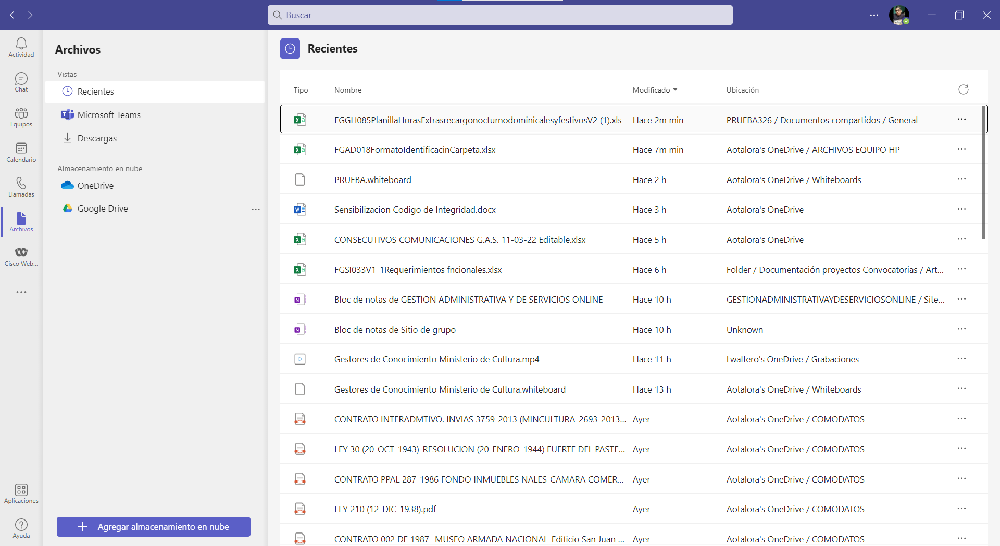 Buscar
Actividad
Chat
Equipos
Calendario
Llamadas
Archivos
Cisco Web...
Aplicaciones
Ayuda
Archivos
Vistas
Recientes
Microsoft Teams
Descargas
Almacenamiento en nube
OneDrive
Google Drive
Agregar almacenamiento en nube
Recientes
Tipo Nombre Modificado Ubicación
FGGH085PlanillaHorasExtrasrecargonocturnodominicalesyfestivosV2 (1).xls Hace 2m min PRUEBA326 / Documentos compartidos / General
FGAD018FormatoIdentificacinCarpeta.xlsx Hace 7m min Aotalora's OneDrive / ARCHIVOS EQUIPO HP
PRUEBA.whiteboard Hace 2 h Aotalora's OneDrive / Whiteboards
Sensibilizacion Codigo de Integridad.docx Hace 3 h Aotalora's OneDrive
CONSECUTIVOS COMUNICACIONES G.A.S. 11-03-22 Editable.xlsx Hace 5 h Aotalora's OneDrive
FGSI033V1_1Requerimientos fncionales.xlsx Hace 6 h Folder / Documentación proyectos Convocatorias / Art...
Bloc de notas de GESTION ADMINISTRATIVA Y DE SERVICIOS ONLINE Hace 10 h GESTIONADMINISTRATIVAYDESERVICIOSONLINE / Site...
Bloc de notas de Sitio de grupo Hace 10 h Unknown
Gestores de Conocimiento Ministerio de Cultura.mp4 Hace 11 h Lwaltero's OneDrive / Grabaciones
Gestores de Conocimiento Ministerio de Cultura.whiteboard Hace 13 h Aotalora's OneDrive / Whiteboards
CONTRATO INTERADMTIVO. INVIAS 3759-2013 (MINCULTURA-2693-2013... Ayer Aotalora's OneDrive / COMODATOS
LEY 30 (20-OCT-1943)-RESOLUCION (20-ENERO-1944) FUERTE DEL PASTE... Ayer Aotalora's OneDrive / COMODATOS
CONTRATO PPAL 287-1986 FONDO INMUEBLES NALES-CAMARA COMER... Ayer Aotalora's OneDrive / COMODATOS
LEY 210 (12-DIC-1938).pdf Ayer Aotalora's OneDrive / COMODATOS
CONTRATO 002 DE 1987- MUSEO ARMADA NACIONAL-Edificio San Juan ... Ayer Aotalora's OneDrive / COMODATOS